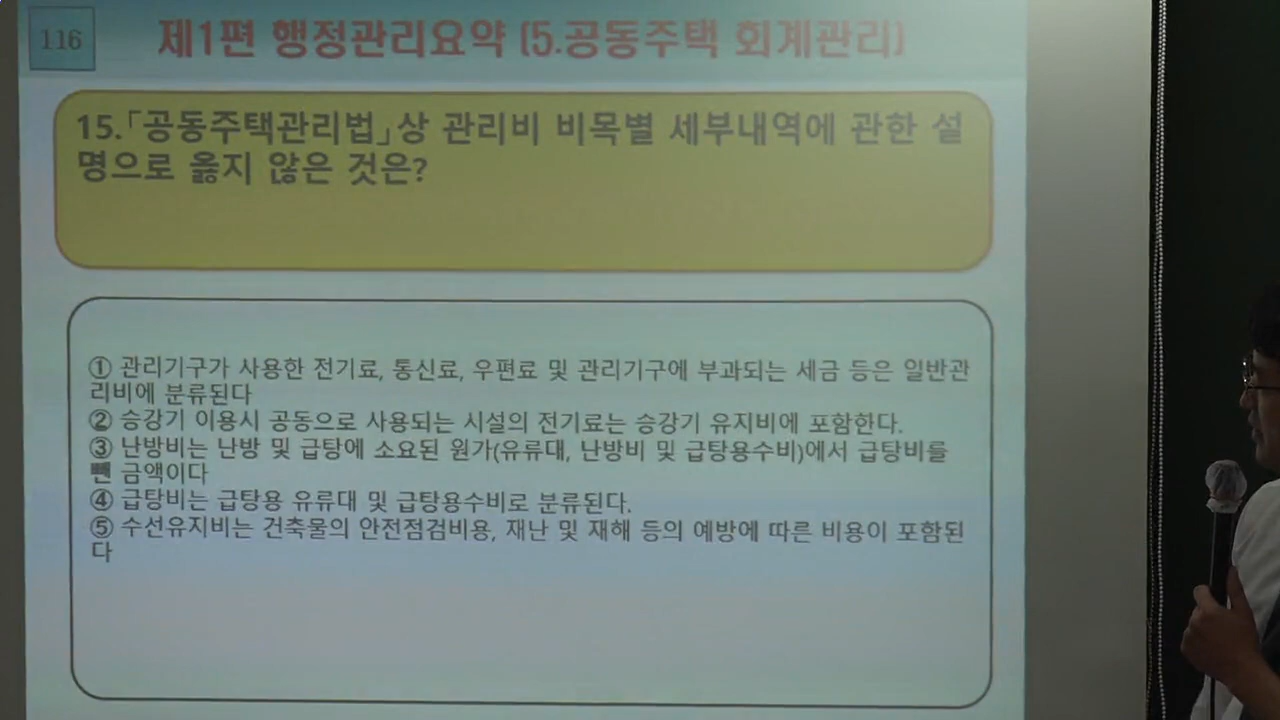 116
제1편 행정관리요약 (5.공동주택 회계관리)
15.「공동주택관리법」상 관리비 비목별 세부내역에 관한 설
명으로 옳지 않은 것은?
① 관리기구가 사용한 전기료, 통신료, 우편료 및 관리기구에 부과되는 세금 등은 일반관
리비에 분류된다
② 승강기 이용시 공동으로 사용되는 시설의 전기료는 승강기 유지비에 포함한다.
③ 난방비는 난방 및 급탕에 소요된 원가(유류대, 난방비 및 급탕용수비)에서 급탕비를
뺀 금액이다
④ 급탕비는 급탕용 유류대 및 급탕용수비로 분류된다.
⑤ 수선유지비는 건축물의 안전점검비용, 재난 및 재해 등의 예방에 따른 비용이 포함된
다